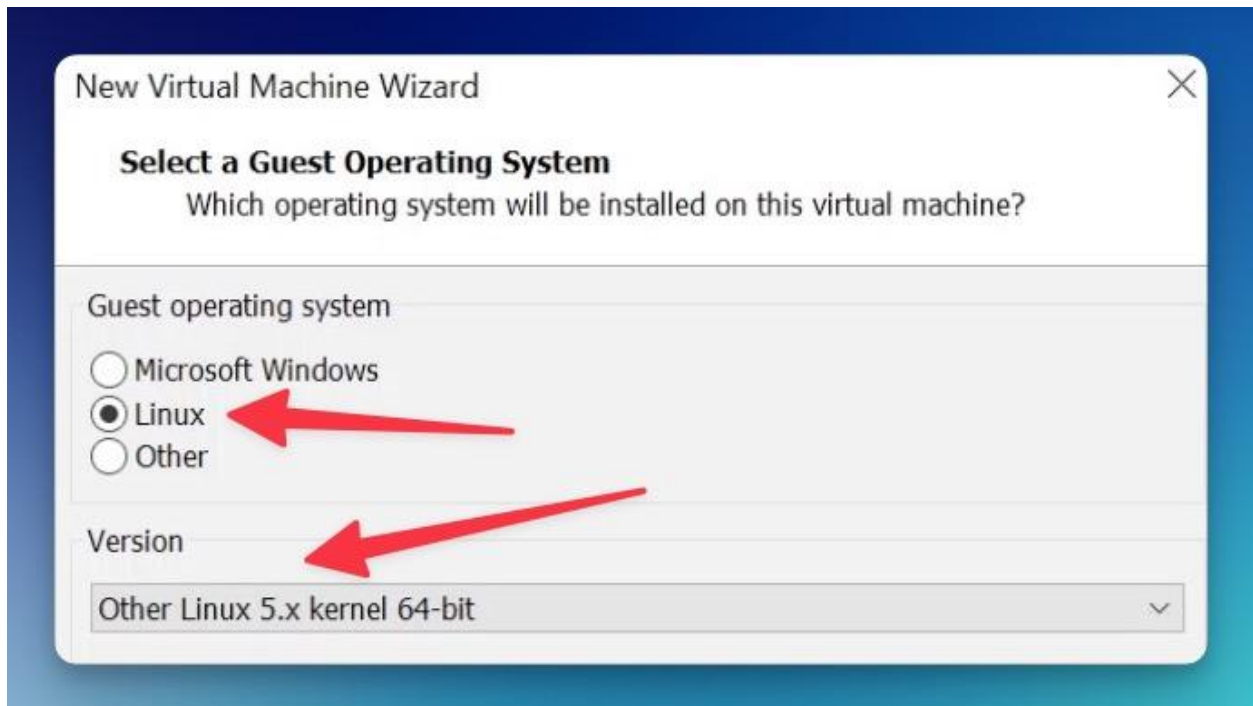 New Virtual Machine Wizard
Select a Guest Operating System
Which operating system will be installed on this virtual machine?
Guest operating system
Microsoft Windows
Linux
Other
Version
Other Linux 5.x kernel 64-bit